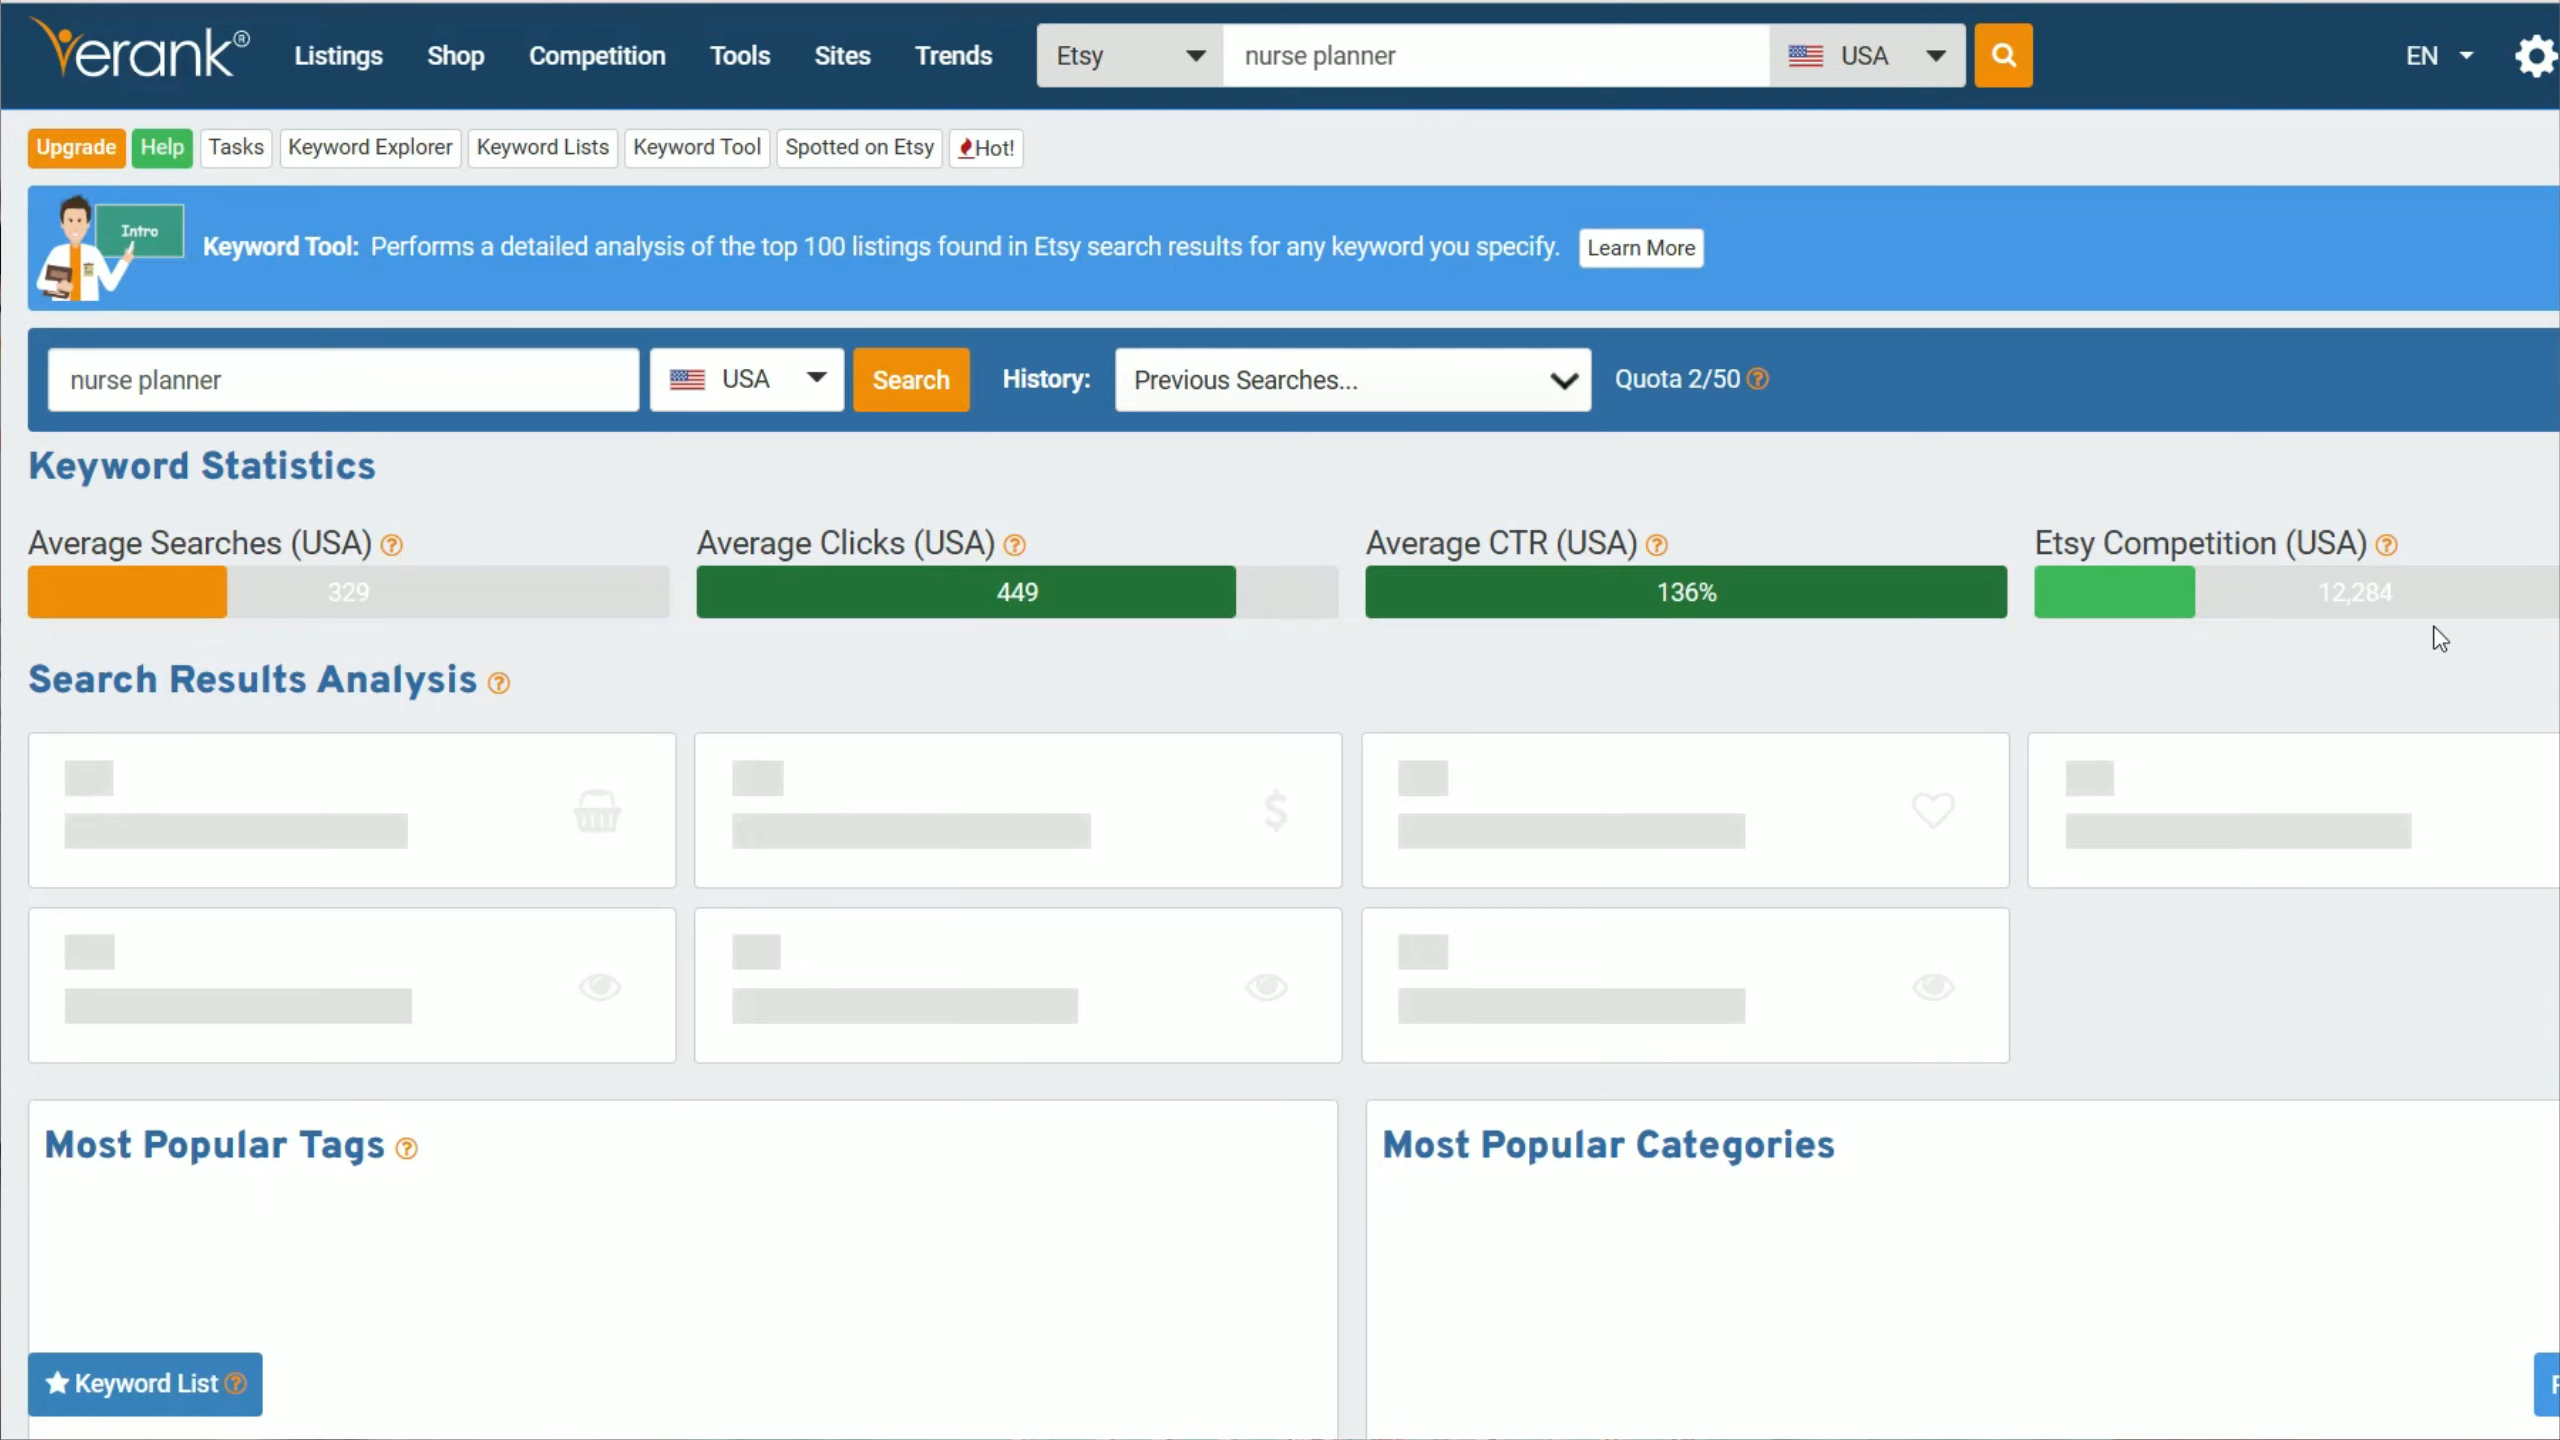 erank®
Listings Shop Competition Tools Sites Trends Etsy nurse planner USA EN
Upgrade Help Tasks Keyword Explorer Keyword Lists Keyword Tool Spotted on Etsy Hot!
Intro
Keyword Tool: Performs a detailed analysis of the top 100 listings found in Etsy search results for any keyword you specify. Learn More
nurse planner USA Search History: Previous Searches... Quota 2/50 ?
Keyword Statistics
Average Searches (USA) ? Average Clicks (USA) ? Average CTR (USA) ? Etsy Competition (USA) ?
329 449 136% 12,284
Search Results Analysis ?
$
Most Popular Tags ? Most Popular Categories
Keyword List ?